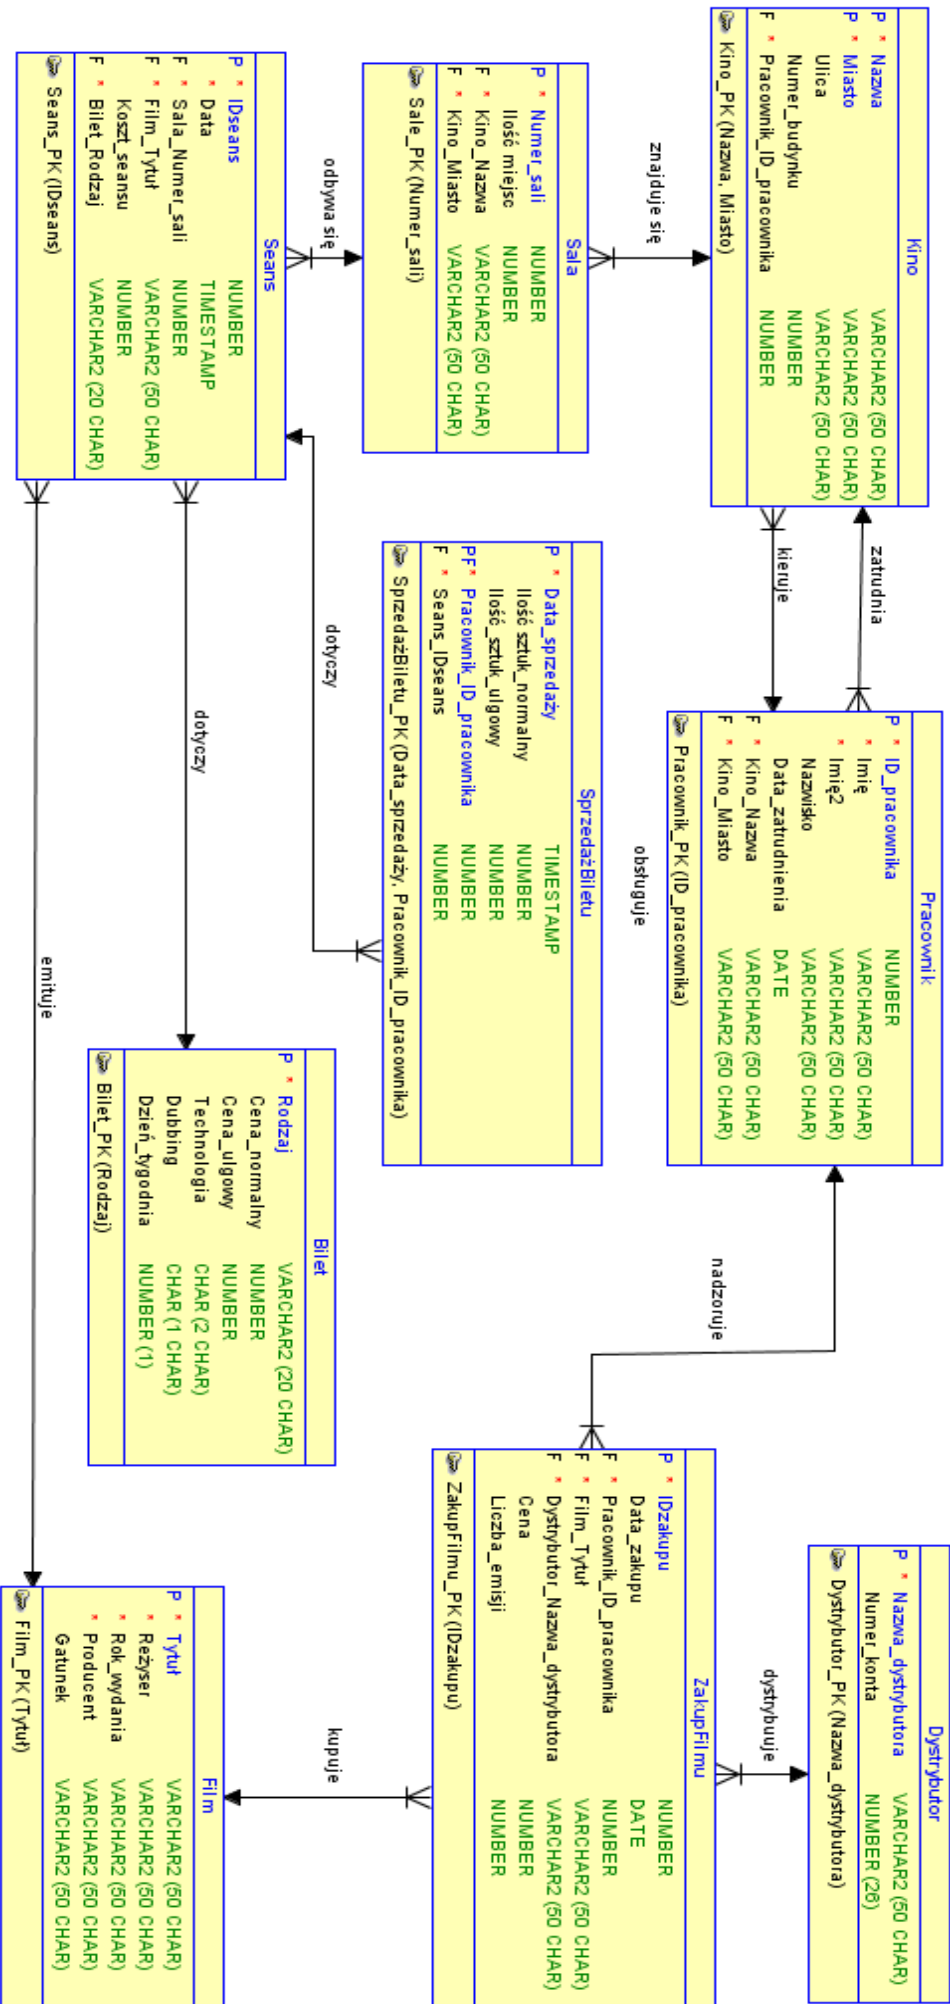 Kino
P * Nazwa VARCHAR2 (50 CHAR)
P * Miasto VARCHAR2 (50 CHAR)
Ulica VARCHAR2 (50 CHAR)
Numer_budynku NUMBER
F * Pracownik_ID_pracownika NUMBER
Kino_PK (Nazwa, Miasto)
zatrudnia
kieruje
Pracownik
P * ID_pracownika NUMBER
* Imię VARCHAR2 (50 CHAR)
* Imię2 VARCHAR2 (50 CHAR)
Nazwisko VARCHAR2 (50 CHAR)
Data_zatrudnienia DATE
F * Kino_Nazwa VARCHAR2 (50 CHAR)
F * Kino_Miasto VARCHAR2 (50 CHAR)
Pracownik_PK (ID_pracownika)
nadzoruje
Dystrybutor
P * Nazwa_dystrybutora VARCHAR2 (50 CHAR)
Numer_konta NUMBER (26)
Dystrybutor_PK (Nazwa_dystrybutora)
dystrybuuje
znajduje się
obsługuje
Sala
P * Numer_sali NUMBER
Ilość miejsc NUMBER
F * Kino_Nazwa VARCHAR2 (50 CHAR)
F * Kino_Miasto VARCHAR2 (50 CHAR)
Sale_PK (Numer_sali)
SprzedażBiletu
P * Data_sprzedaży TIMESTAMP
Ilość sztuk_normalny NUMBER
Ilość_sztuk_ulgowy NUMBER
PF* Pracownik_ID_pracownika NUMBER
F * Seans_IDseans NUMBER
SprzedażBiletu_PK (Data_sprzedaży, Pracownik_ID_pracownika)
ZakupFilmu
P * IDzakupu NUMBER
Data_zakupu DATE
F * Pracownik_ID_pracownika NUMBER
F * Film_Tytuł VARCHAR2 (50 CHAR)
F * Dystrybutor_Nazwa_dystrybutora VARCHAR2 (50 CHAR)
Cena NUMBER
Liczba_emisji NUMBER
ZakupFilmu_PK (IDzakupu)
odbywa się
dotyczy
kupuje
Seans
P * IDseans NUMBER
* Data TIMESTAMP
F * Sala_Numer_sali NUMBER
F * Film_Tytuł VARCHAR2 (50 CHAR)
Koszt_seansu NUMBER
F * Bilet_Rodzaj VARCHAR2 (20 CHAR)
Seans_PK (IDseans)
dotyczy
Bilet
P * Rodzaj VARCHAR2 (20 CHAR)
Cena_normalny NUMBER
Cena_ulgowy NUMBER
Technologia CHAR (2 CHAR)
Dubbing CHAR (1 CHAR)
Dzień_tygodnia NUMBER (1)
Bilet_PK (Rodzaj)
Film
P * Tytuł VARCHAR2 (50 CHAR)
* Reżyser VARCHAR2 (50 CHAR)
* Rok_wydania VARCHAR2 (50 CHAR)
* Producent VARCHAR2 (50 CHAR)
Gatunek VARCHAR2 (50 CHAR)
Film_PK (Tytuł)
emituje